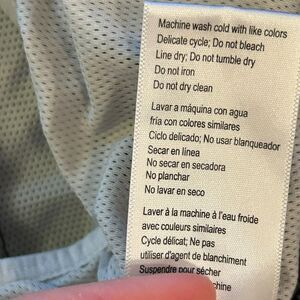 Machine wash cold with like colors
Delicate cycle; Do not bleach
Line dry; Do not tumble dry
Do not iron
Do not dry clean
Lavar a máquina con agua
fría con colores similares
Ciclo delicado; No usar blanqueador
Secar en línea
No secar en secadora
No planchar
No lavar en seco
Laver à la machine à l'eau froide
avec couleurs similaires
Cycle délicat; Ne pas
utiliser d'agent de blanchiment
Suspendre pour sécher